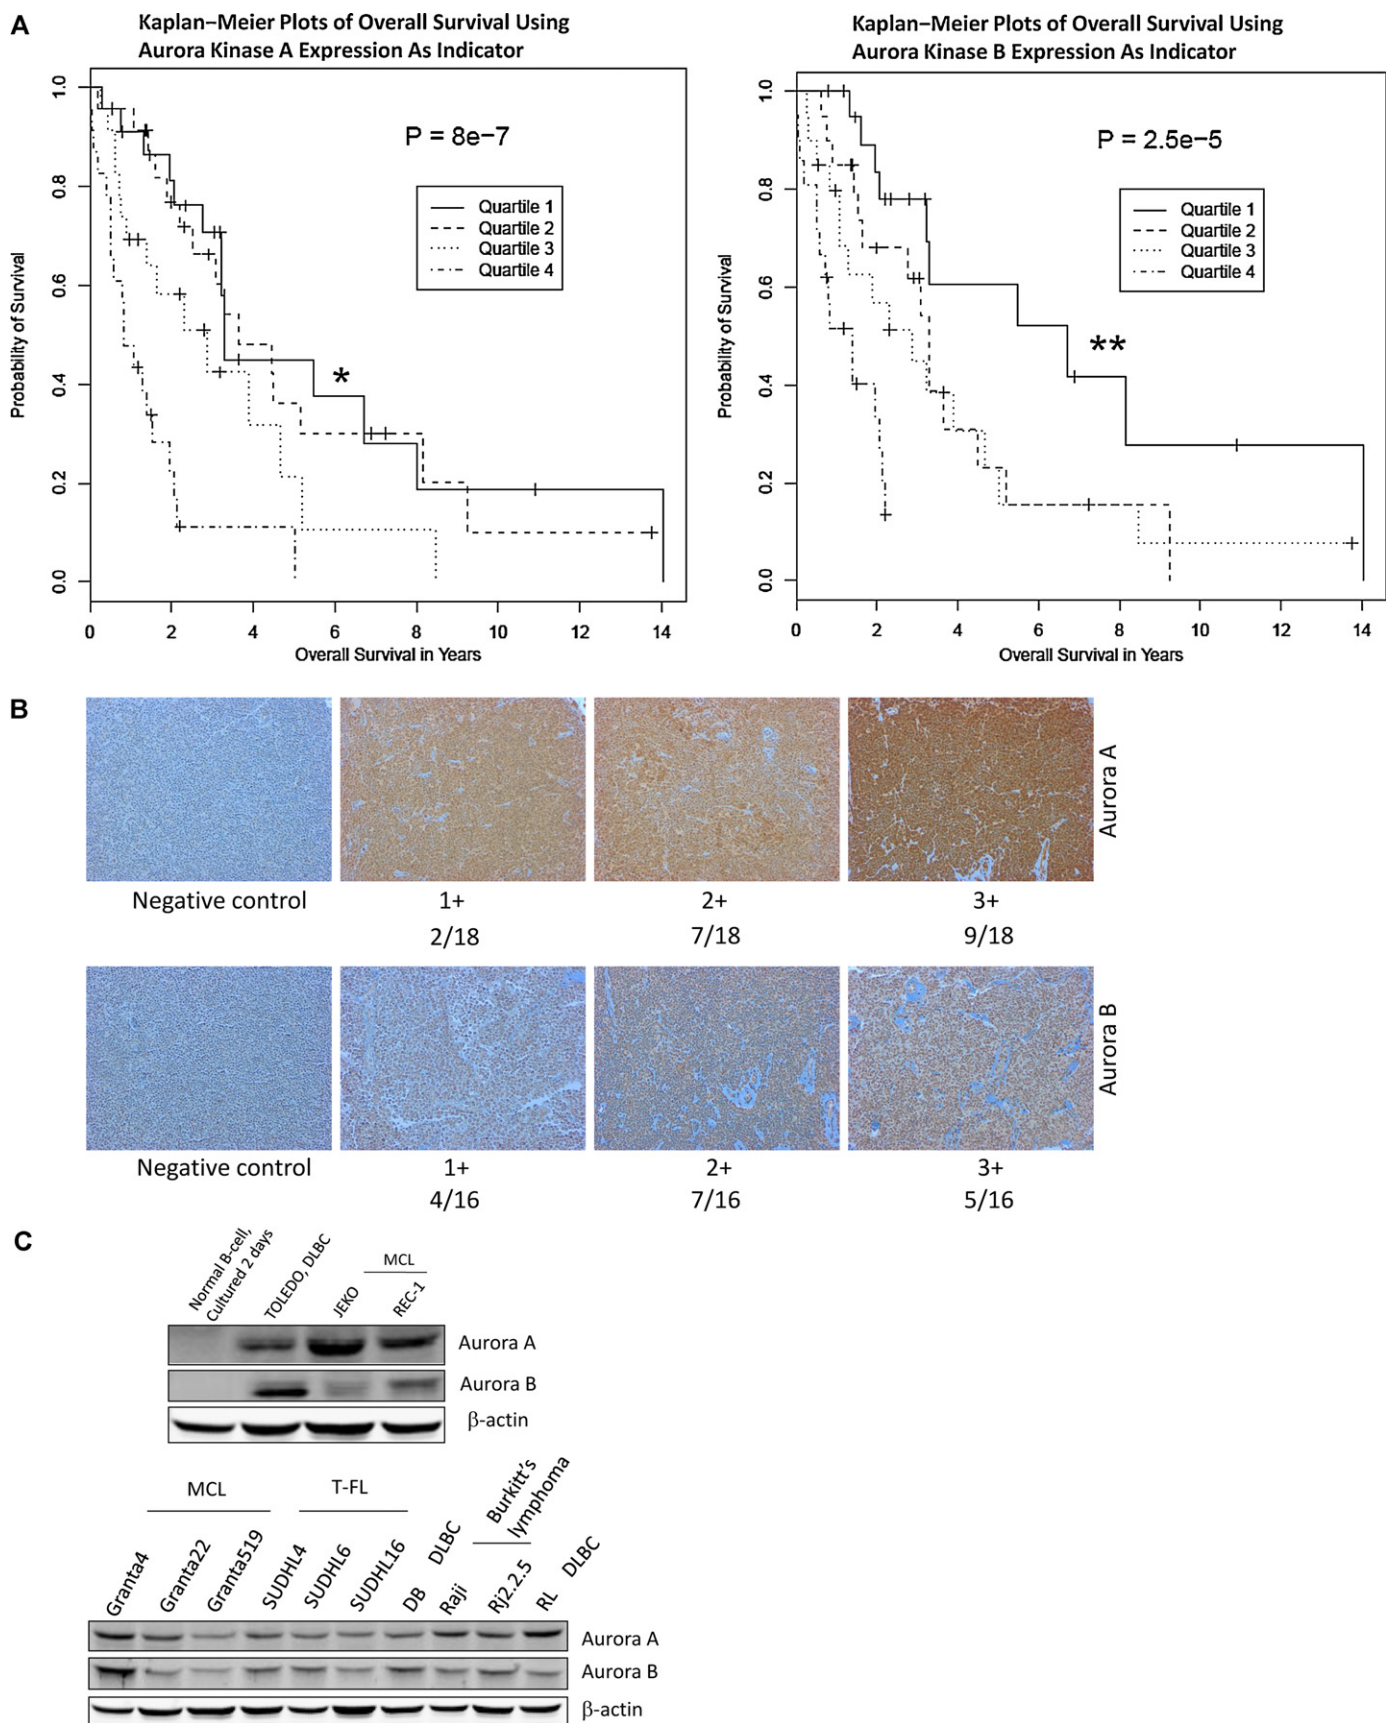 A
Kaplan–Meier Plots of Overall Survival Using
Aurora Kinase A Expression As Indicator
Probability of Survival
1.0
0.8
0.6
0.4
0.2
0.0
P = 8e−7
Quartile 1
Quartile 2
Quartile 3
Quartile 4
*
0 2 4 6 8 10 12 14
Overall Survival in Years
Kaplan–Meier Plots of Overall Survival Using
Aurora Kinase B Expression As Indicator
Probability of Survival
1.0
0.8
0.6
0.4
0.2
0.0
P = 2.5e−5
Quartile 1
Quartile 2
Quartile 3
Quartile 4
**
0 2 4 6 8 10 12 14
Overall Survival in Years
B
Aurora A
Negative control 1+ 2+ 3+
2/18 7/18 9/18
Aurora B
Negative control 1+ 2+ 3+
4/16 7/16 5/16
C
Normal B-cell,
Cultured 2 days
TOLEDO, DLBC
JEKO
MCL
REC-1
Aurora A
Aurora B
β-actin
MCL
T-FL
Burkitt's
lymphoma
Granta4
Granta22
Granta519
SUDHL4
SUDHL6
SUDHL16
DB
DLBC
Raji
Rj2.2.5
RL
DLBC
Aurora A
Aurora B
β-actin